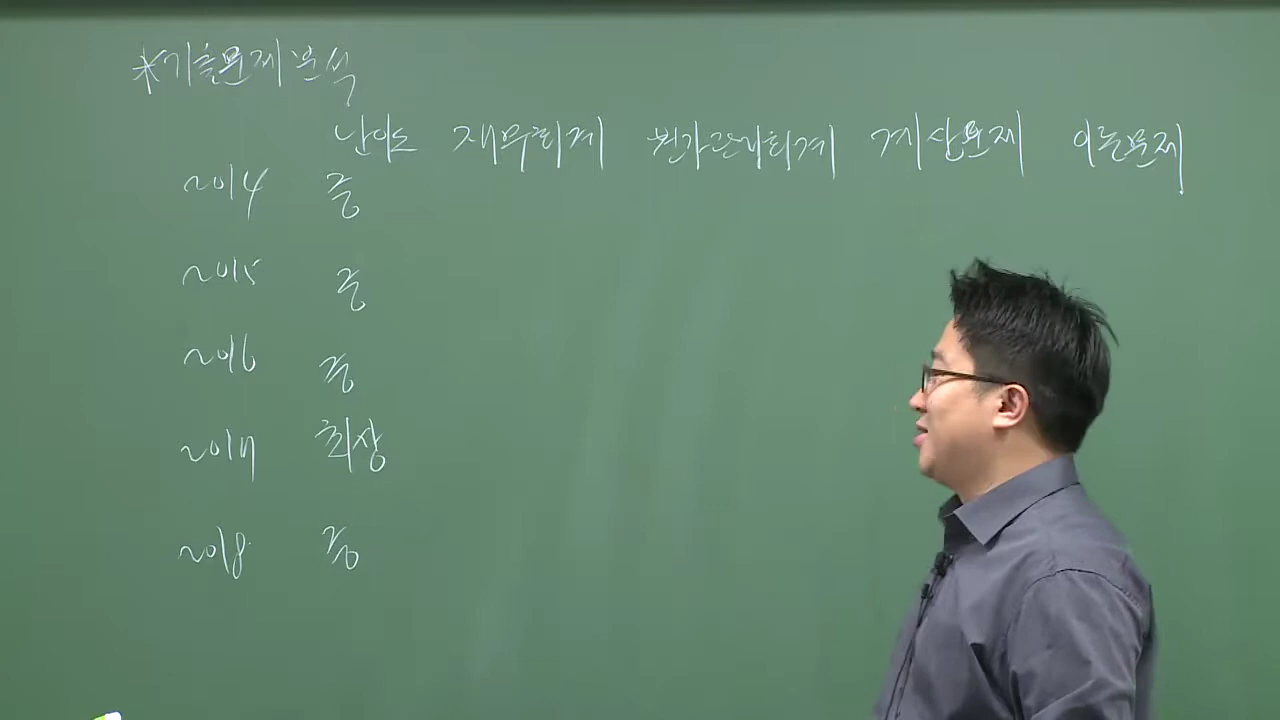 *기출문제 분석
난이도 재무회계 원가관리회계 계산문제 이론문제
2014 중
2015 중
2016 중
2017 최상
2018 중